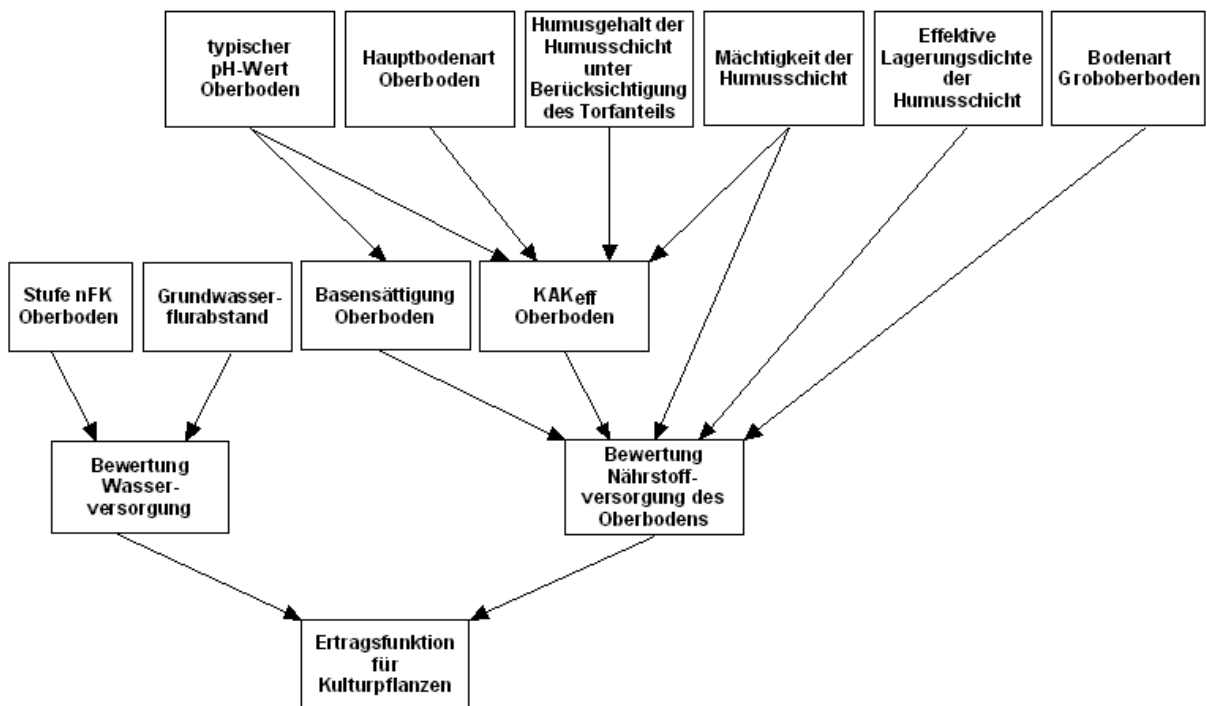 typischer
pH-Wert
Oberboden
Hauptbodenart
Oberboden
Humusgehalt der
Humusschicht
unter
Berücksichtigung
des Torfanteils
Mächtigkeit der
Humusschicht
Effektive
Lagerungsdichte
der
Humusschicht
Bodenart
Groboberboden
Stufe nFK
Oberboden
Grundwasser-
flurabstand
Basensättigung
Oberboden
KAKeff
Oberboden
Bewertung
Wasser-
versorgung
Bewertung
Nährstoff-
versorgung des
Oberbodens
Ertragsfunktion
für
Kulturpflanzen